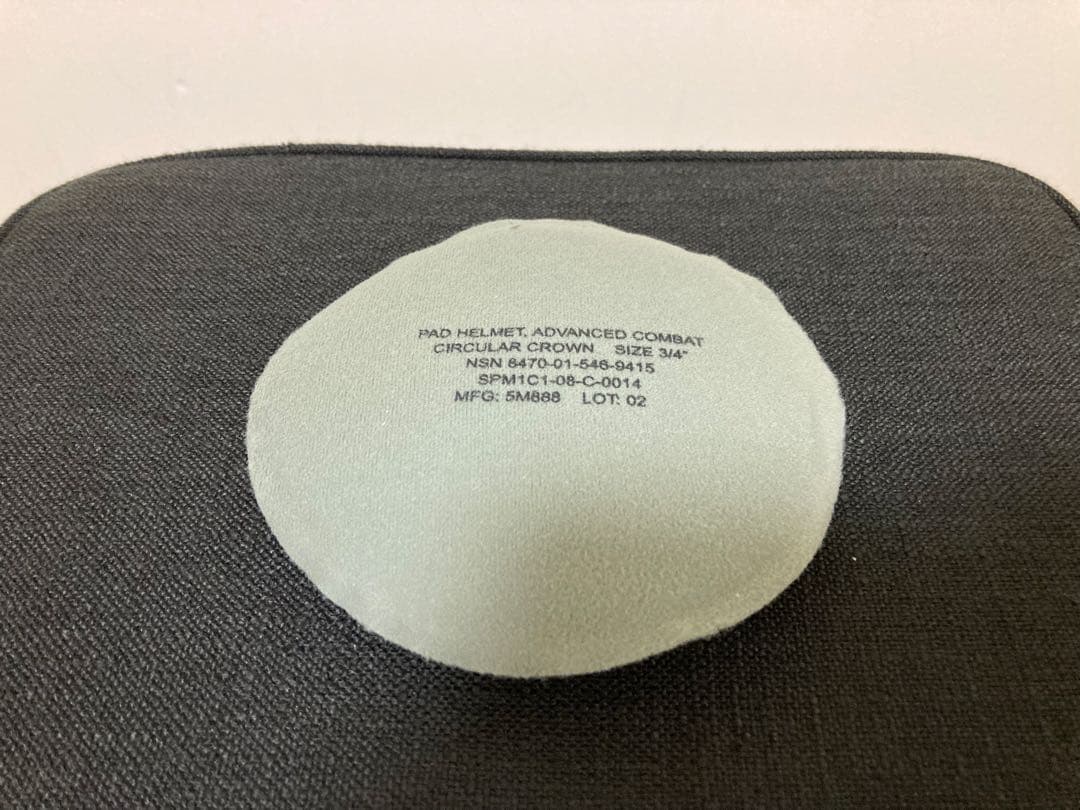 PAD HELMET, ADVANCED COMBAT
CIRCULAR CROWN SIZE 3/4"
NSN 8470-01-546-9415
SPM1C1-08-C-0014
MFG: 5M888 LOT: 02